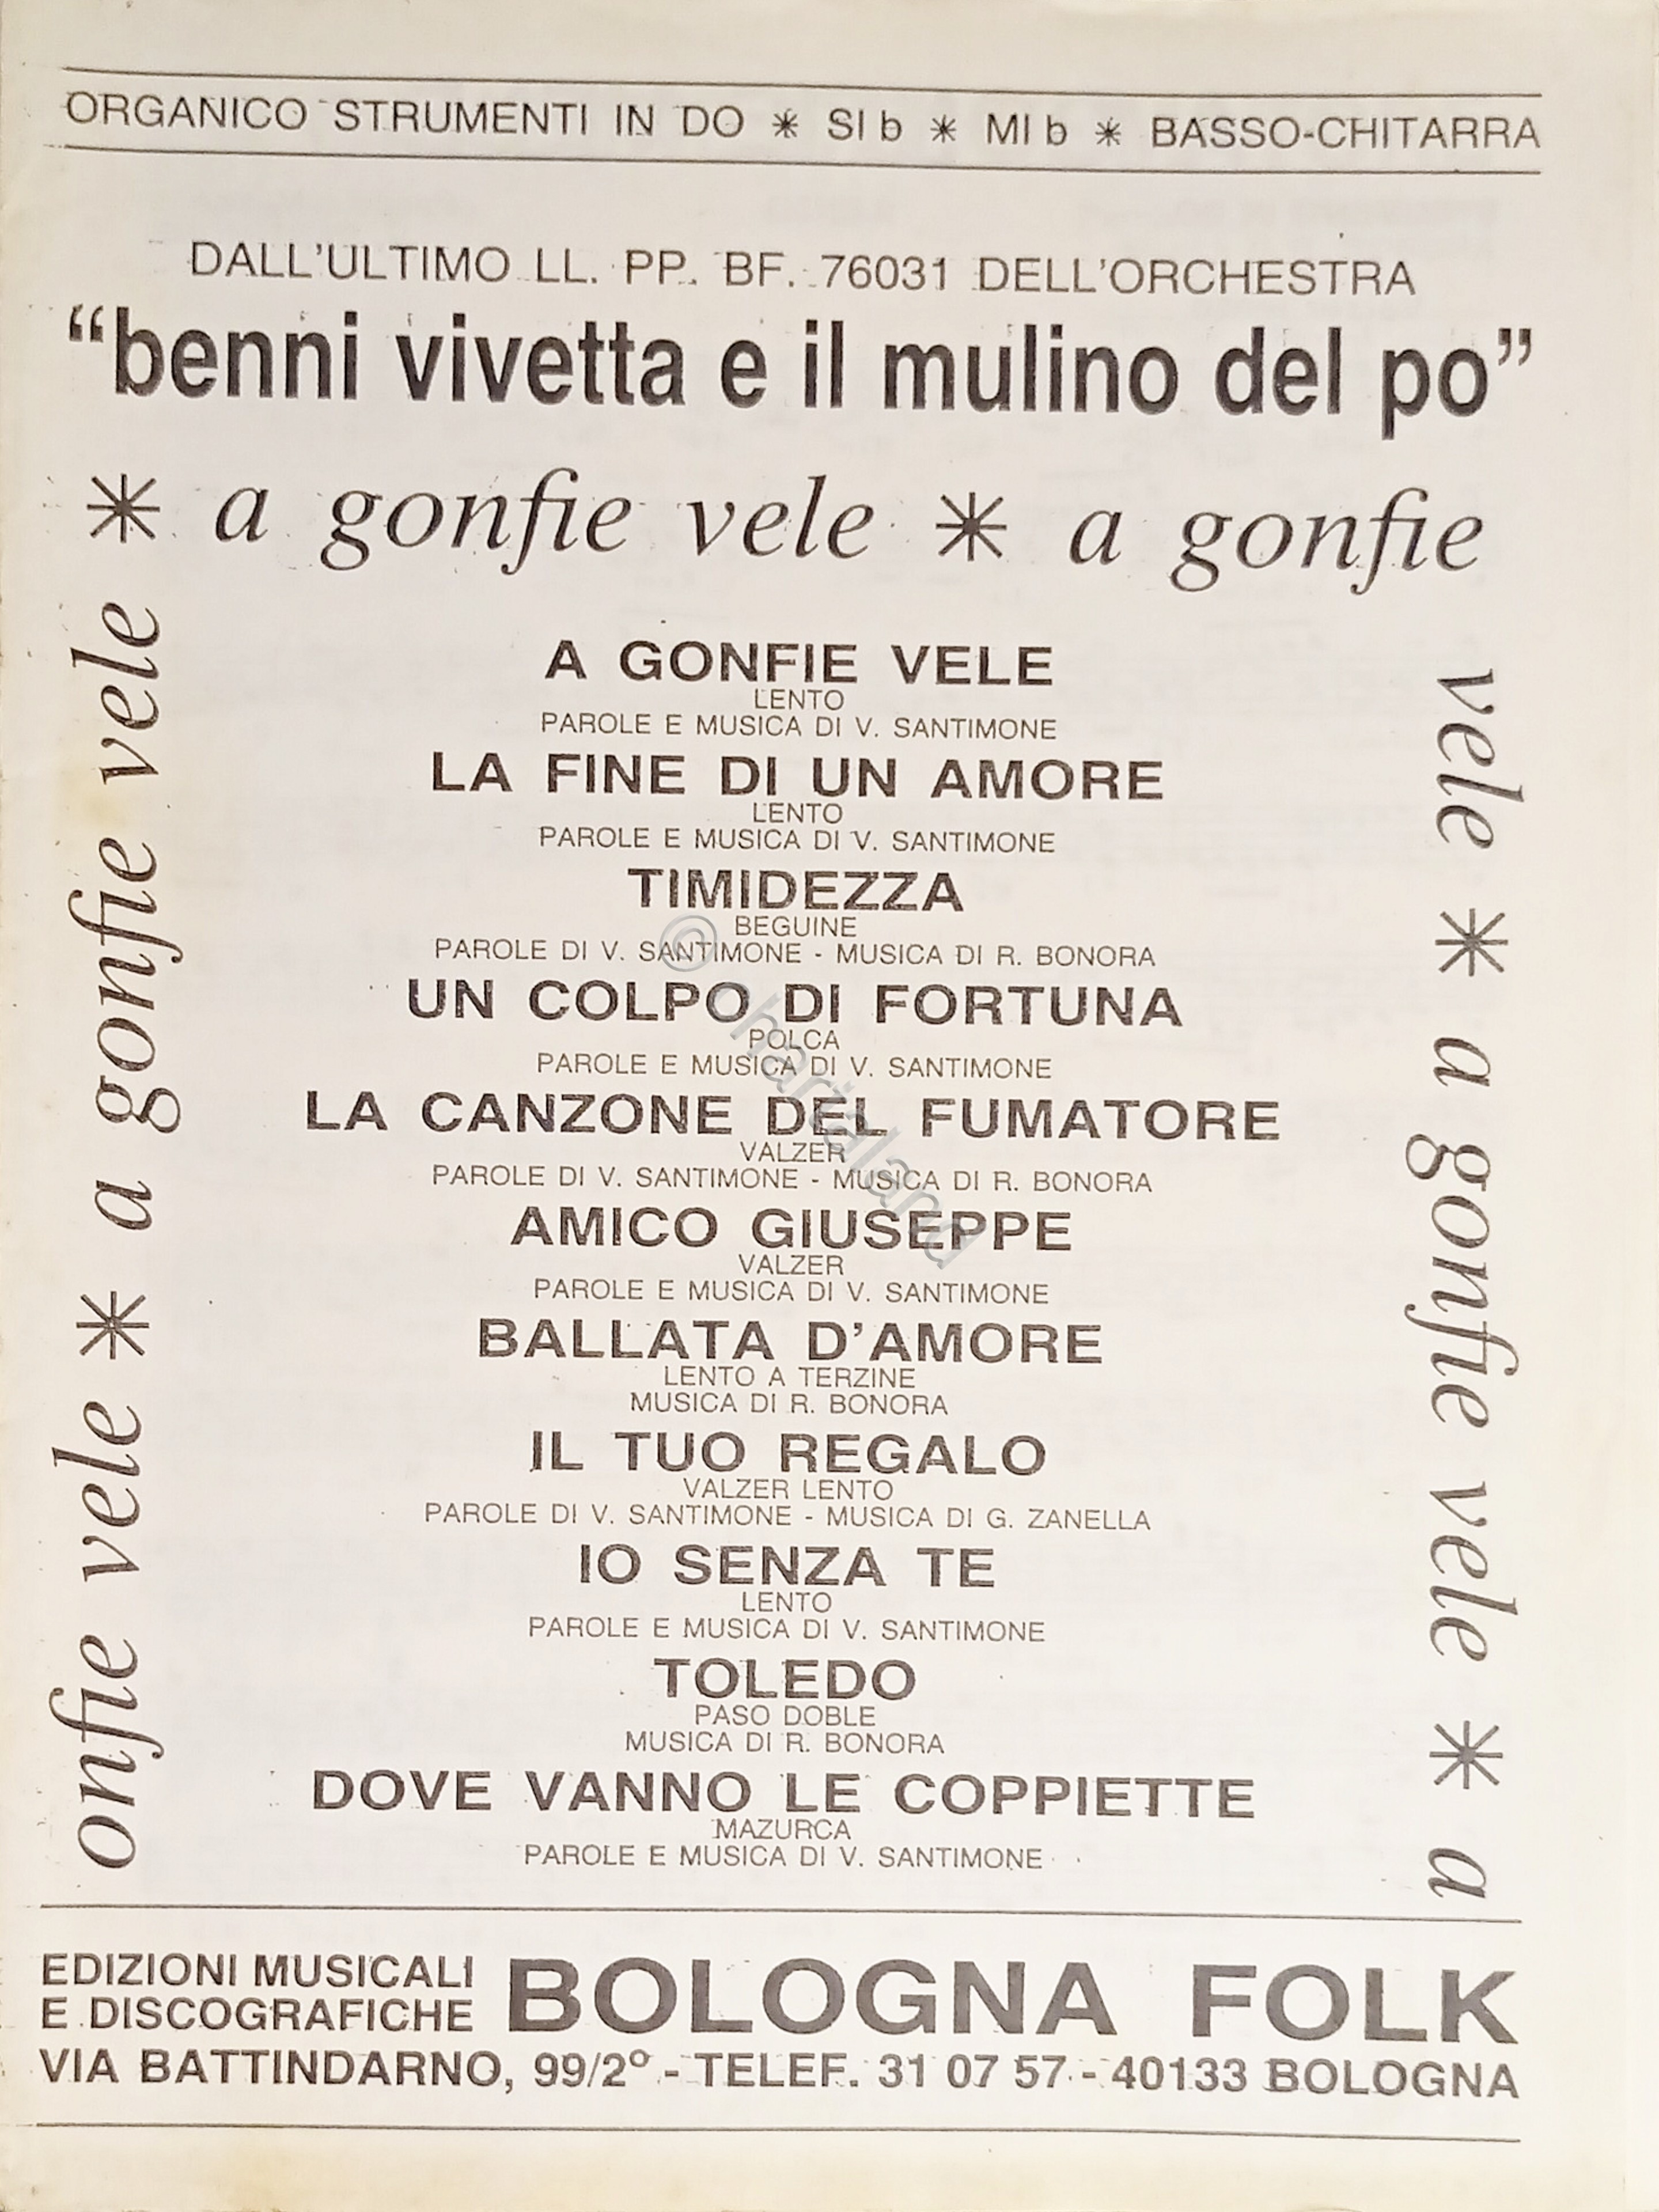 ORGANICO STRUMENTI IN DO * SI b * MI b * BASSO-CHITARRA
DALL'ULTIMO LL. PP. BF. 76031 DELL'ORCHESTRA
"benni vivetta e il mulino del po"
* a gonfie vele * a gonfie
vele * a gonfie vele * a
onfie vele * a gonfie vele
A GONFIE VELE
LENTO
PAROLE E MUSICA DI V. SANTIMONE
LA FINE DI UN AMORE
LENTO
PAROLE E MUSICA DI V. SANTIMONE
TIMIDEZZA
BEGUINE
PAROLE DI V. SANTIMONE - MUSICA DI R. BONORA
UN COLPO DI FORTUNA
POLCA
PAROLE E MUSICA DI V. SANTIMONE
LA CANZONE DEL FUMATORE
VALZER
PAROLE DI V. SANTIMONE - MUSICA DI R. BONORA
AMICO GIUSEPPE
VALZER
PAROLE E MUSICA DI V. SANTIMONE
BALLATA D'AMORE
LENTO A TERZINE
MUSICA DI R. BONORA
IL TUO REGALO
VALZER LENTO
PAROLE DI V. SANTIMONE - MUSICA DI G. ZANELLA
IO SENZA TE
LENTO
PAROLE E MUSICA DI V. SANTIMONE
TOLEDO
PASO DOBLE
MUSICA DI R. BONORA
DOVE VANNO LE COPPIETTE
MAZURCA
PAROLE E MUSICA DI V. SANTIMONE
EDIZIONI MUSICALI
E DISCOGRAFICHE
BOLOGNA FOLK
VIA BATTINDARNO, 99/2º - TELEF. 31 07 57 - 40133 BOLOGNA
© charialand